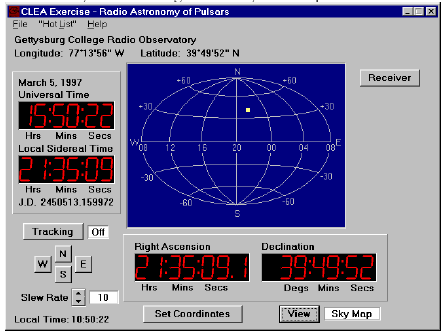 CLEA Exercise - Radio Astronomy of Pulsars
File "Hot List" Help
Gettysburg College Radio Observatory
Longitude: 77°13'56" W Latitude: 39°49'52" N
March 5, 1997
Universal Time
15:50:22
Hrs Mins Secs
Local Sidereal Time
21:35:09
Hrs Mins Secs
J.D. 2450513.159972
N
+60 +60
+30 +30
W 08 12 16 20 00 04 08 E
-30 -30
-60 -60
S
Receiver
Tracking Off
N
W E
S
Slew Rate 10
Local Time: 10:50:22
Right Ascension Declination
21:35:09.1 39:49:52
Hrs Mins Secs Degs Mins Secs
Set Coordinates View Sky Map